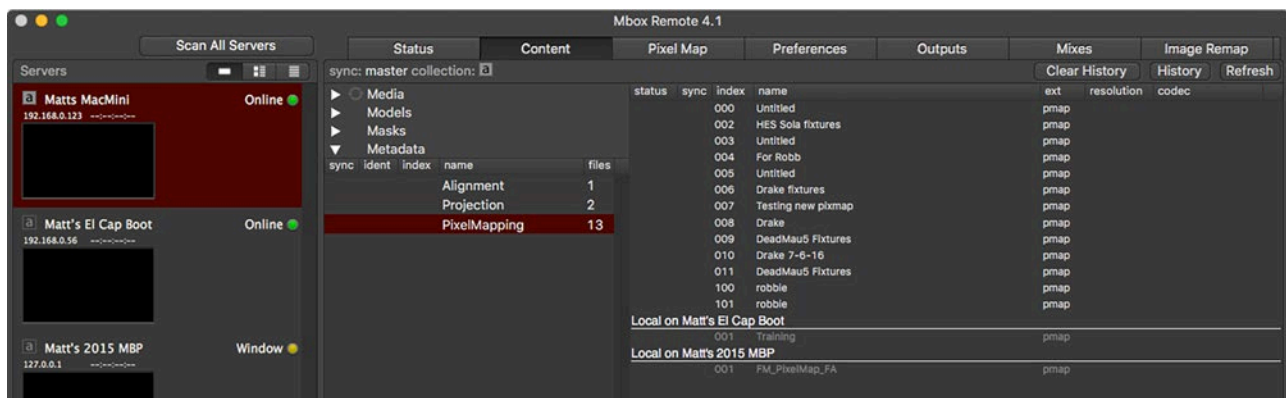 Mbox Remote 4.1
Scan All Servers
Status Content Pixel Map Preferences Outputs Mixes Image Remap
Servers
sync: master collection: a
Clear History History Refresh
a Matts MacMini Online
192.168.0.123 --:--:--:--
a Matt's El Cap Boot Online
192.168.0.56 --:--:--:--
a Matt's 2015 MBP Window
127.0.0.1 --:--:--:--
Media
Models
Masks
Metadata
sync ident index name files
Alignment 1
Projection 2
PixelMapping 13
status sync index name ext resolution codec
000 Untitled pmap
002 HES Sola fixtures pmap
003 Untitled pmap
004 For Robb pmap
005 Untitled pmap
006 Drake fixtures pmap
007 Testing new pixmap pmap
008 Drake pmap
009 DeadMau5 Fixtures pmap
010 Drake 7-6-16 pmap
011 DeadMau5 Fixtures pmap
100 robbie pmap
101 robbie pmap
Local on Matt's El Cap Boot
001 Training pmap
Local on Matt's 2015 MBP
001 FM_PixelMap_FA pmap